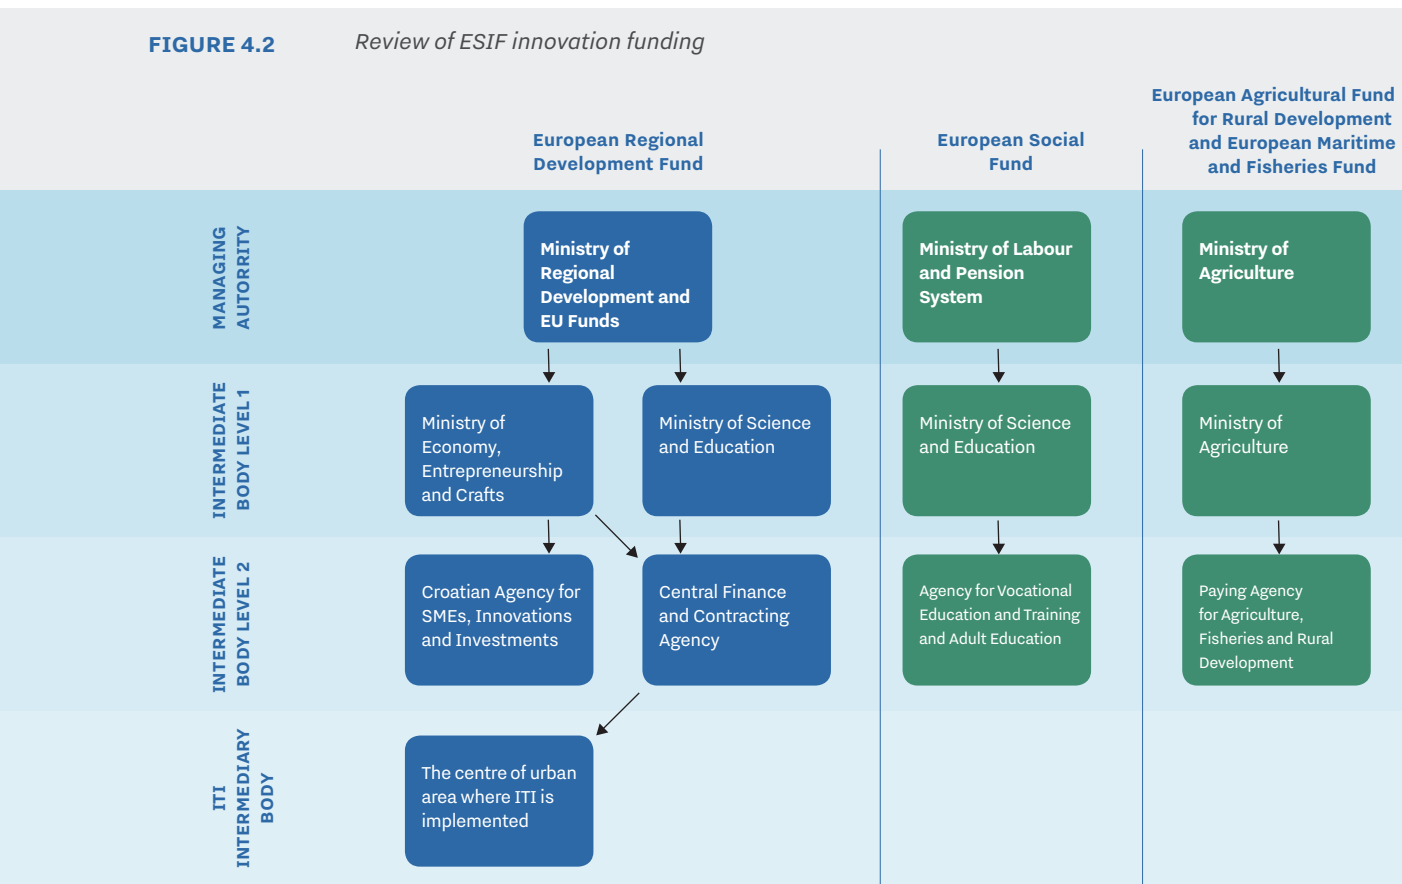 FIGURE 4.2
Review of ESIF innovation funding
European Regional
Development Fund
European Social
Fund
European Agricultural Fund
for Rural Development
and European Maritime
and Fisheries Fund
MANAGING
AUTORRITY
Ministry of
Regional
Development and
EU Funds
Ministry of Labour
and Pension
System
Ministry of
Agriculture
INTERMEDIATE
BODY LEVEL 1
Ministry of
Economy,
Entrepreneurship
and Crafts
Ministry of Science
and Education
Ministry of Science
and Education
Ministry of
Agriculture
INTERMEDIATE
BODY LEVEL 2
Croatian Agency for
SMEs, Innovations
and Investments
Central Finance
and Contracting
Agency
Agency for Vocational
Education and Training
and Adult Education
Paying Agency
for Agriculture,
Fisheries and Rural
Development
ITI
INTERMEDIARY
BODY
The centre of urban
area where ITI is
implemented